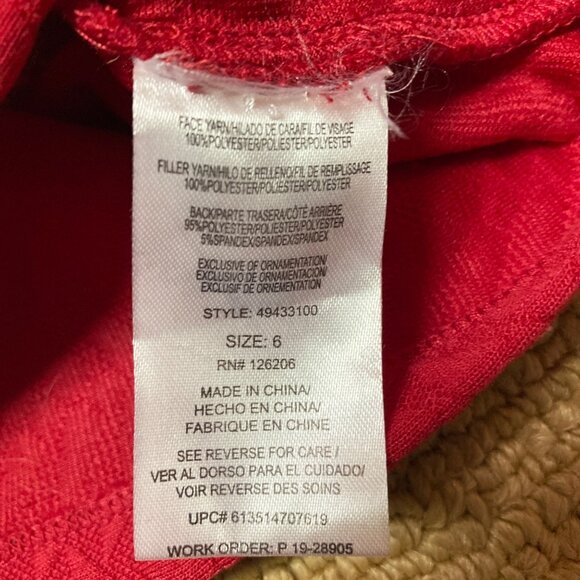 FACE YARN/HILADO DE CARA/FIL DE VISAGE
100%POLYESTER/POLIESTER/POLYESTER
FILLER YARN/HILO DE RELLENO/FIL DE REMPLISSAGE
100%POLYESTER/POLIESTER/POLYESTER
BACK/PARTE TRASERA/CÔTÉ ARRIÈRE
95%POLYESTER/POLIESTER/POLYESTER
5%SPANDEX/SPANDEX/SPANDEX
EXCLUSIVE OF ORNAMENTATION/
EXCLUSIVO DE ORNAMENTACION/
EXCLUSIF DE ORNEMENTATION
STYLE: 49433100
SIZE: 6
RN# 126206
MADE IN CHINA/
HECHO EN CHINA/
FABRIQUE EN CHINE
SEE REVERSE FOR CARE /
VER AL DORSO PARA EL CUIDADO/
VOIR REVERSE DES SOINS
UPC# 613514707619
WORK ORDER: P 19-28905